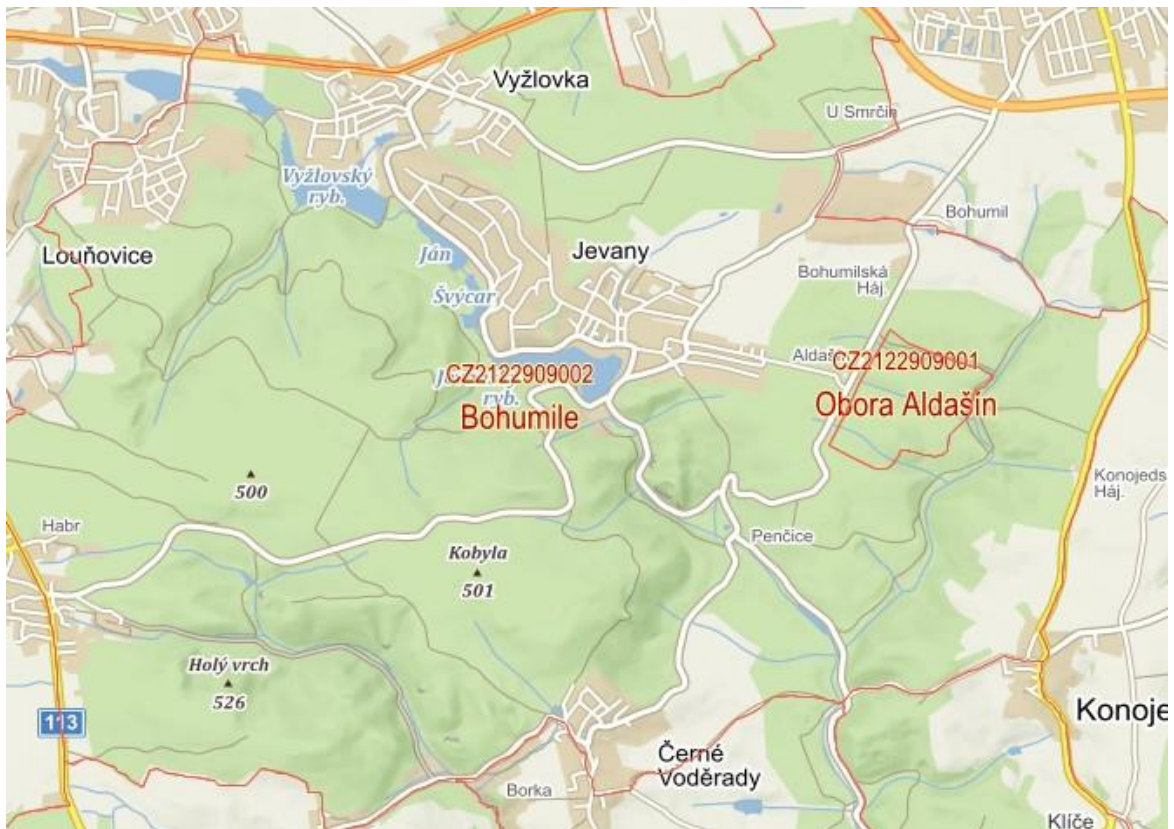 Vyžlovka
U Smrčin
Vyžlovský
ryb.
Bohumil
Louňovice
Ján
Jevany
Švýcar
Bohumilská
Háj.
CZ2122909002
ryb.
Bohumile
CZ2122909001
Obora Aldašín
500
Konojeds
Háj.
Habr
Penčice
Kobyla
501
Holý vrch
526
113
Konoje
Černé
Voděrady
Borka
Klíče